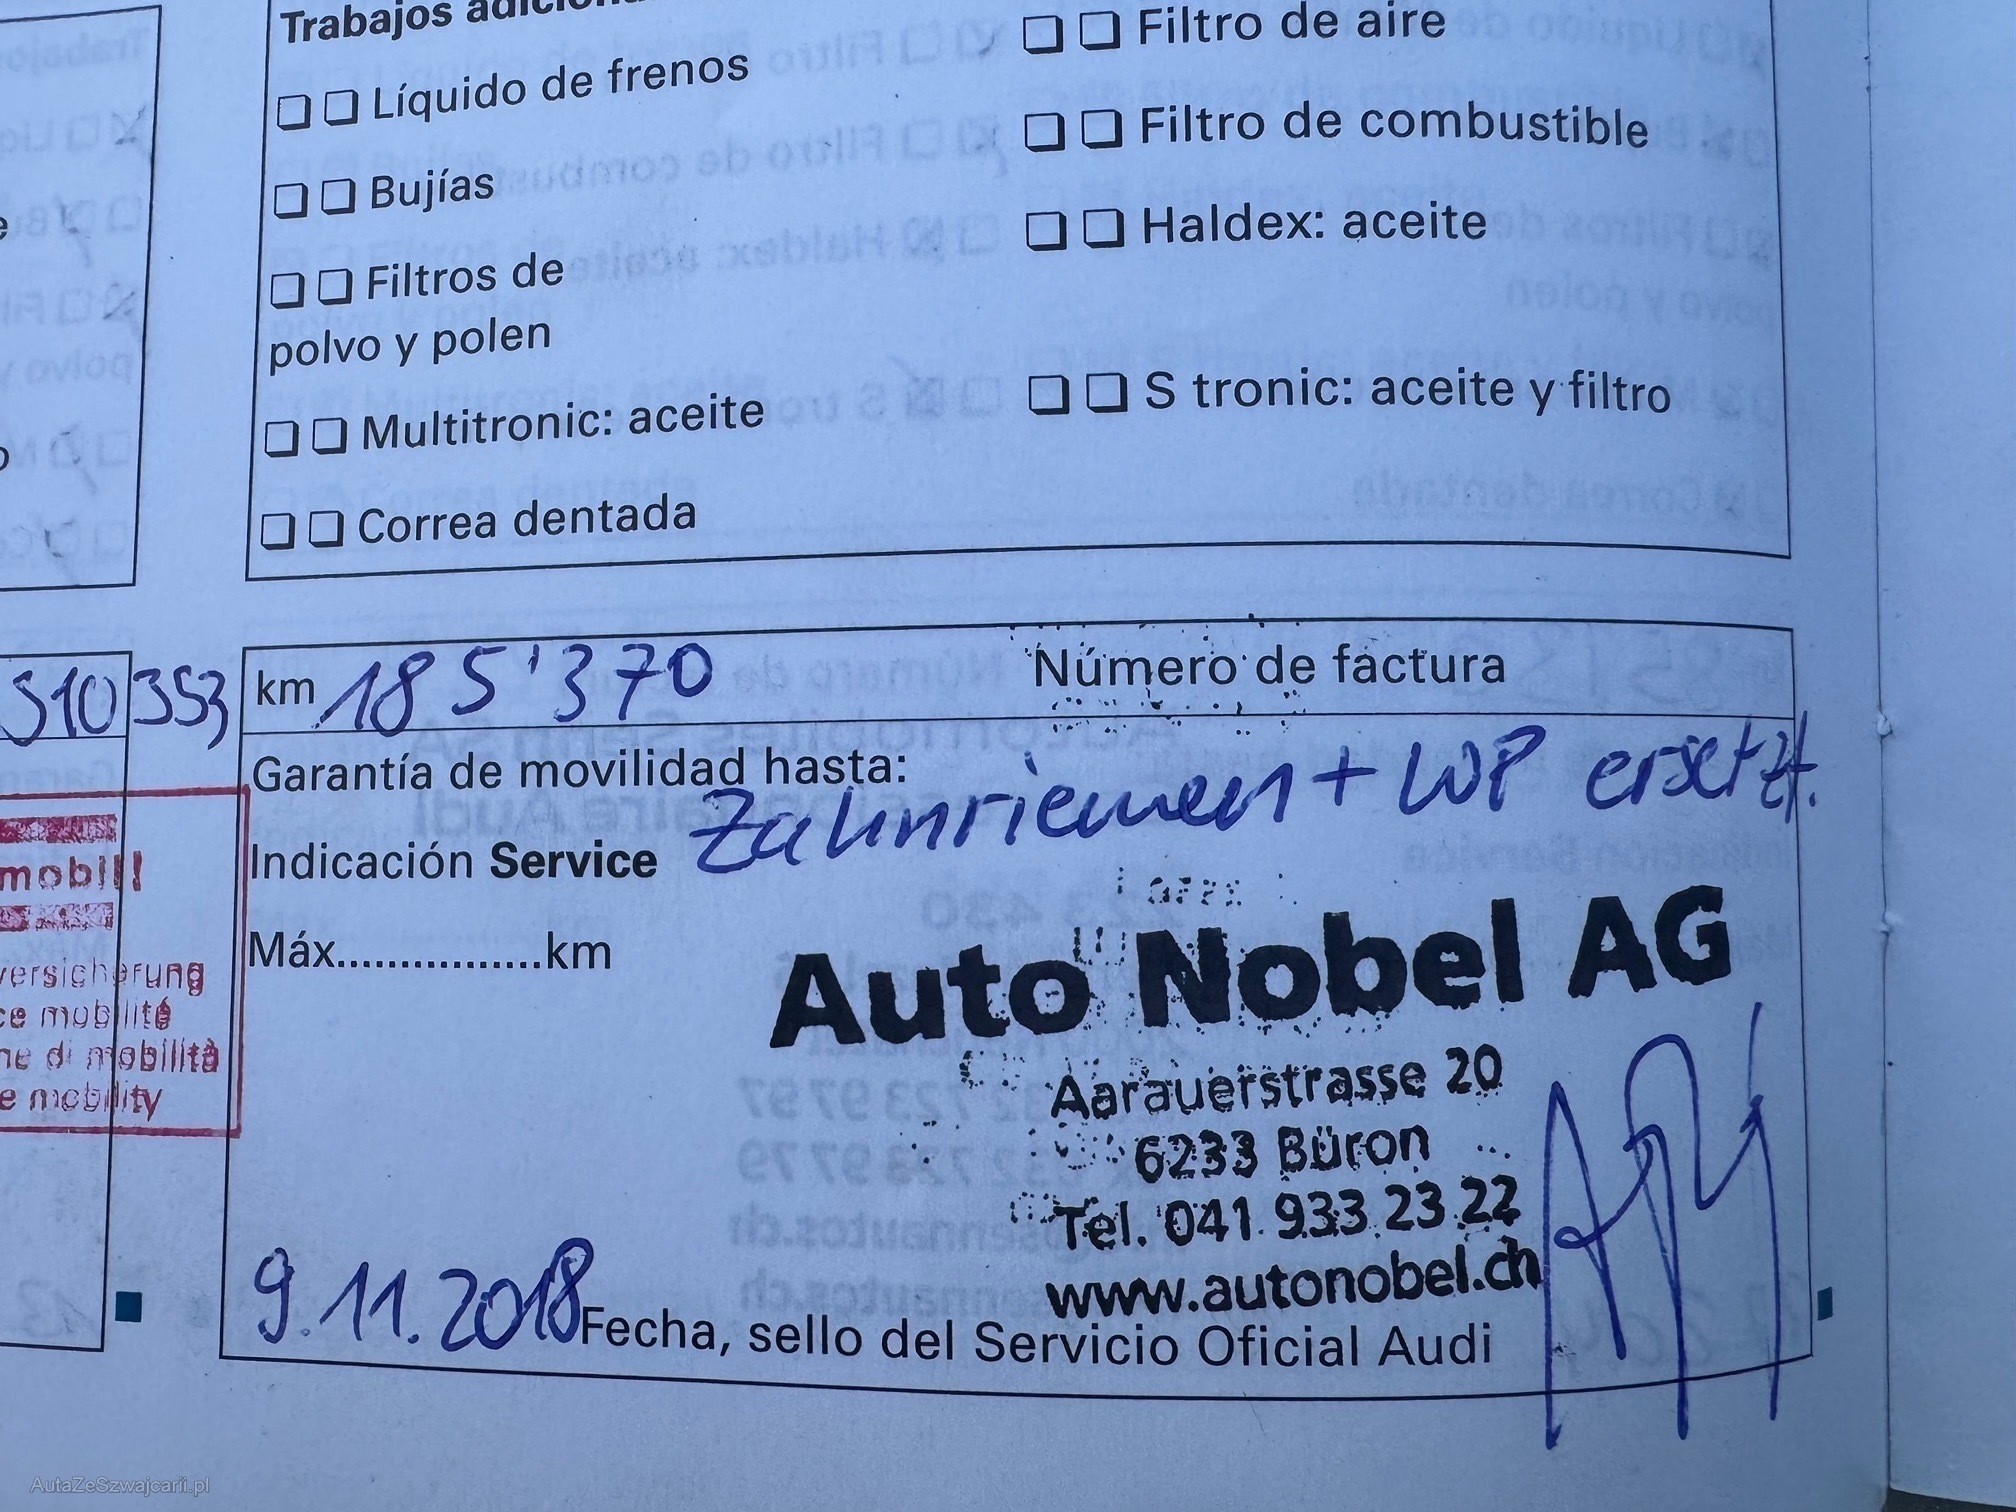 Trabajos
Líquido de frenos
Bujías
Filtros de
polvo y polen
Multitronic: aceite
Correa dentada
Filtro de aire
Filtro de combustible
Haldex: aceite
S tronic: aceite y filtro
510 353
km 185'370
Número de factura
Garantía de movilidad hasta:
Zahnriemen + WP ersetzt.
Indicación Service
Máx................km
Auto Nobel AG
Aarauerstrasse 20
6233 Büron
Tel. 041 933 23 22
www.autonobel.ch
9.11.2018
Fecha, sello del Servicio Oficial Audi
mobil!
versicherung
ce mobilité
ne di mobilità
e mobility
AutaZeSzwajcarii.pl